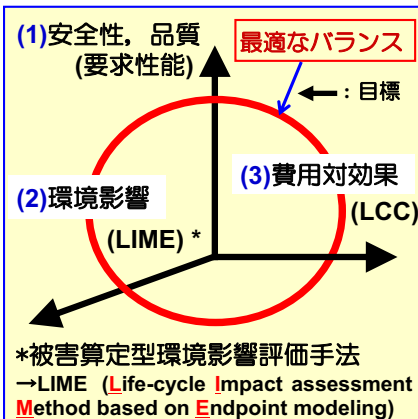 (1)安全性，品質
(要求性能)
最適なバランス
←：目標
(2)環境影響
(LIME) *
(3)費用対効果
(LCC)
*被害算定型環境影響評価手法
→LIME (Life-cycle Impact assessment
Method based on Endpoint modeling)